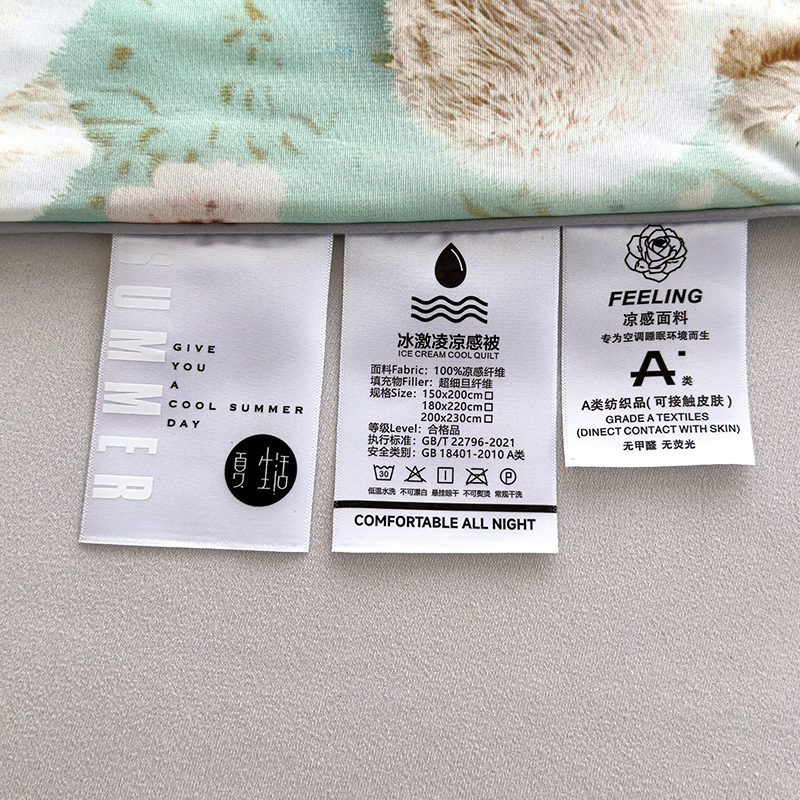 SUMMER
GIVE
YOU
A
COOL SUMMER
DAY
夏生活
冰激凌凉感被
ICE CREAM COOL QUILT
面料Fabric: 100%凉感纤维
填充物Filler: 超细旦纤维
规格Size: 150x200cm□
180x220cm□
200x230cm□
等级Level: 合格品
执行标准: GB/T 22796-2021
安全类别: GB 18401-2010 A类
30 P
低温水洗 不可漂白 悬挂晾干 不可熨烫 常规干洗
COMFORTABLE ALL NIGHT
FEELING
凉感面料
专为空调睡眠环境而生
A类
A类纺织品(可接触皮肤)
GRADE A TEXTILES
(DIRECT CONTACT WITH SKIN)
无甲醛 无荧光